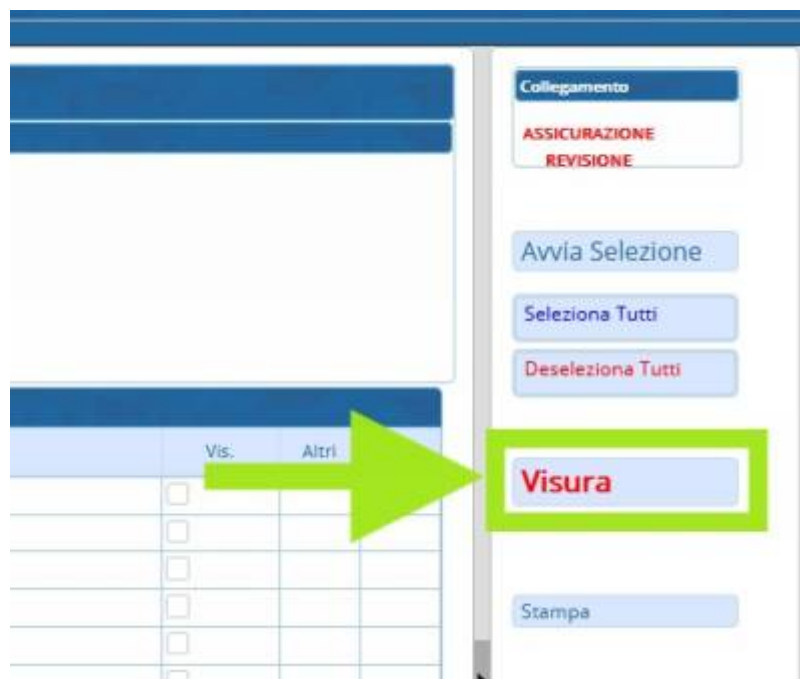 Collegamento
ASSICURAZIONE
REVISIONE
Avvia Selezione
Seleziona Tutti
Deseleziona Tutti
Vis. Altri
Visura
Stampa